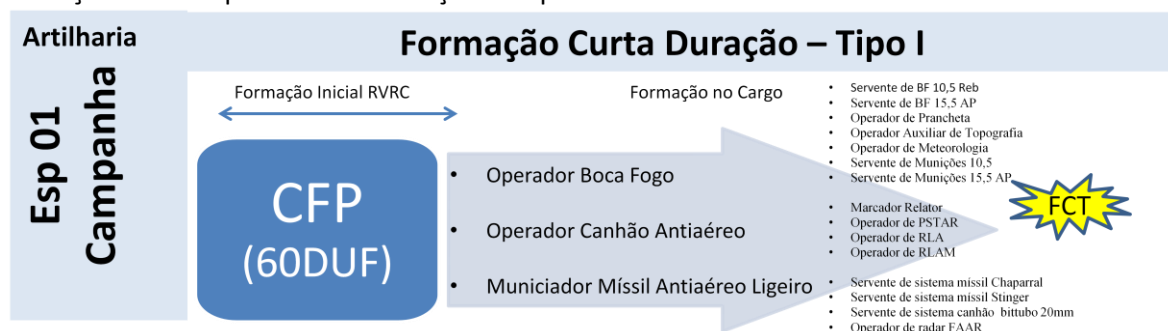 Artilharia
Formação Curta Duração – Tipo I
Esp 01
Campanha
Formação Inicial RVRC
Formação no Cargo
CFP
(60DUF)
• Operador Boca Fogo
• Operador Canhão Antiaéreo
• Municiador Míssil Antiaéreo Ligeiro
• Servente de BF 10,5 Reb
• Servente de BF 15,5 AP
• Operador de Prancheta
• Operador Auxiliar de Topografia
• Operador de Meteorologia
• Servente de Munições 10,5
• Servente de Munições 15,5 AP
• Marcador Relator
• Operador de PSTAR
• Operador de RLA
• Operador de RLAM
• Servente de sistema míssil Chaparral
• Servente de sistema míssil Stinger
• Servente de sistema canhão bittubo 20mm
• Operador de radar FAAR
FCT